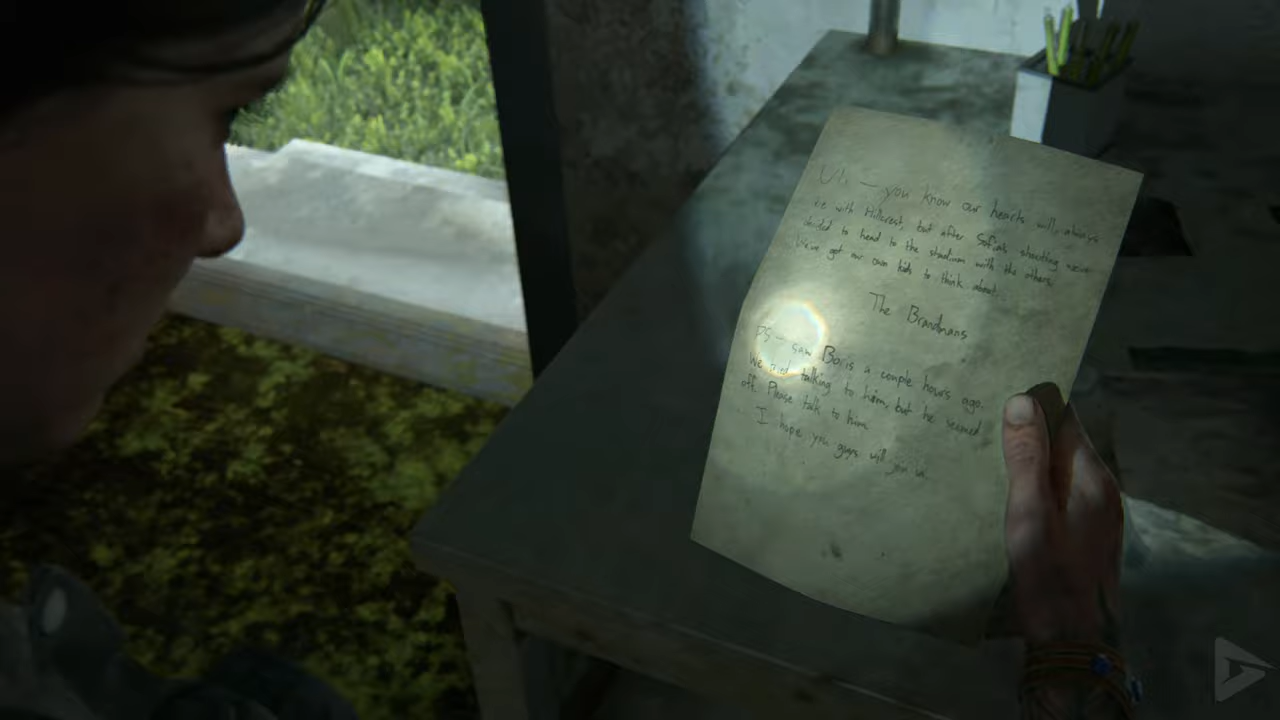 Uli – you know our hearts will always
be with Hillcrest, but after Sofia's shooting we've
decided to head to the stadium with the others.
We've got our own kids to think about.
The Brandmans
PS – saw Boris a couple hours ago.
We tried talking to him, but he seemed
off. Please talk to him.
I hope you guys will join us.